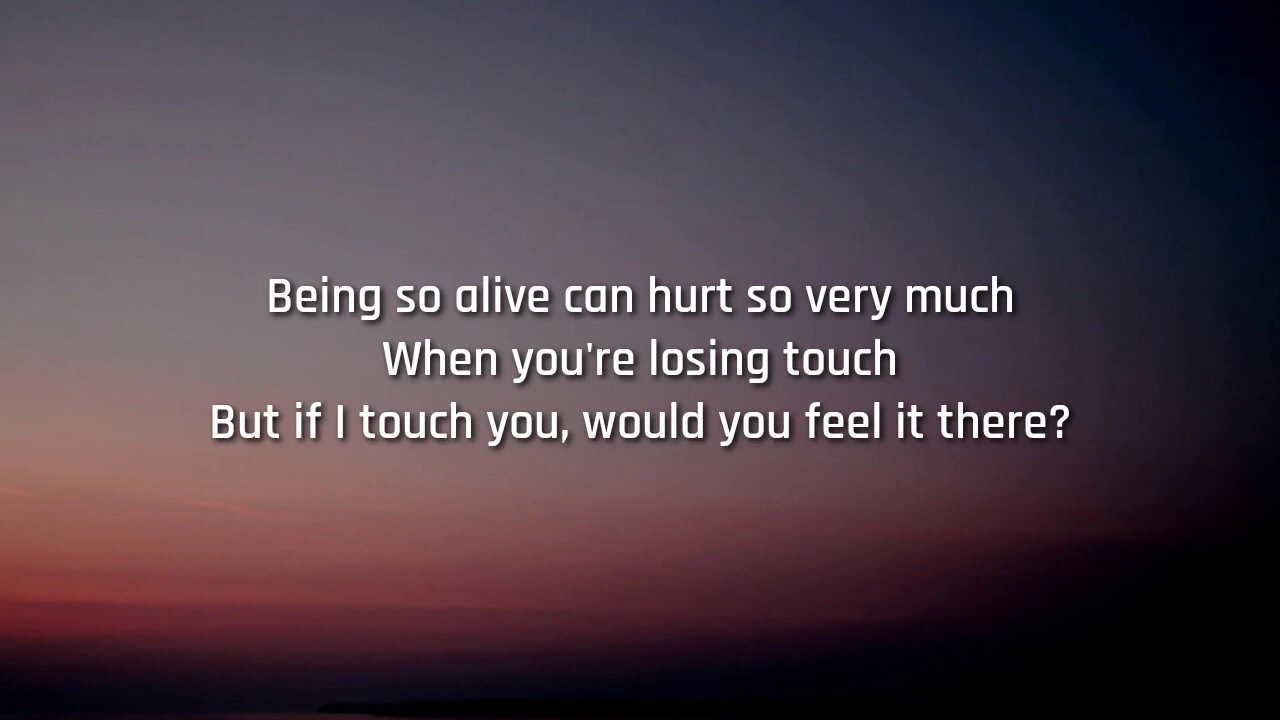 Being so alive can hurt so very much
When you're losing touch
But if I touch you, would you feel it there?